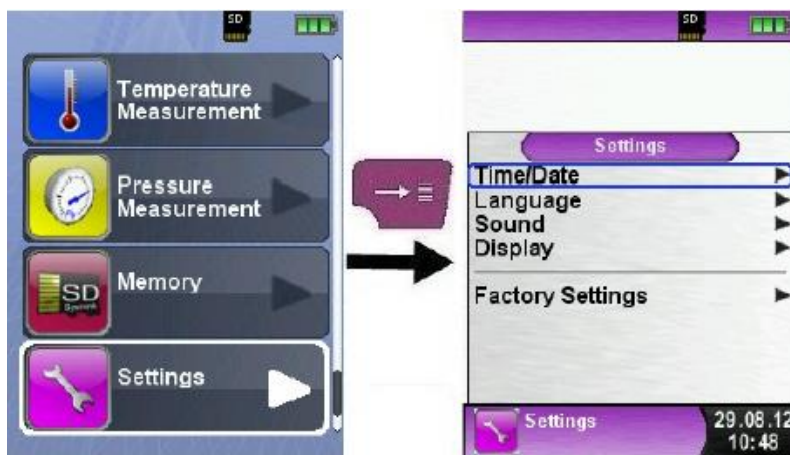 SD
Temperature
Measurement
Pressure
Measurement
SD
System
Memory
Settings
SD
Settings
Time/Date
Language
Sound
Display
Factory Settings
Settings
29.08.12
10:48